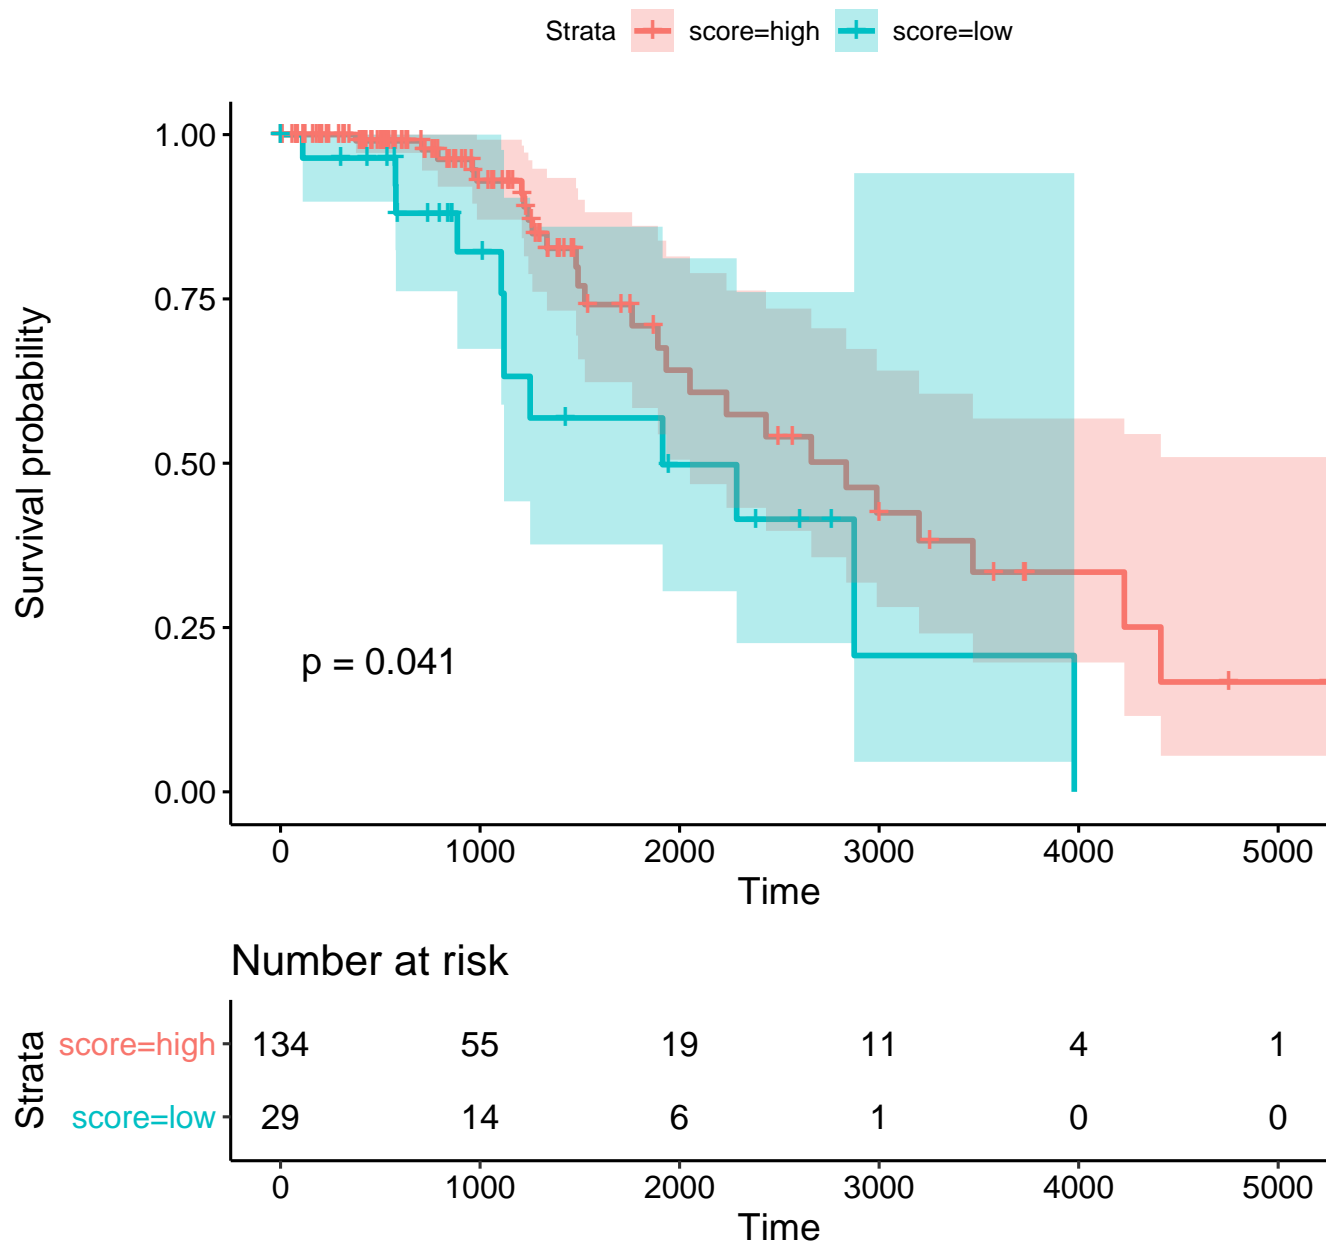 Strata score=high score=low
Survival probability
1.00
0.75
0.50
0.25
0.00
p = 0.041
0 1000 2000 3000 4000 5000
Time
Number at risk
Strata
score=high 134 55 19 11 4 1
score=low 29 14 6 1 0 0
0 1000 2000 3000 4000 5000
Time